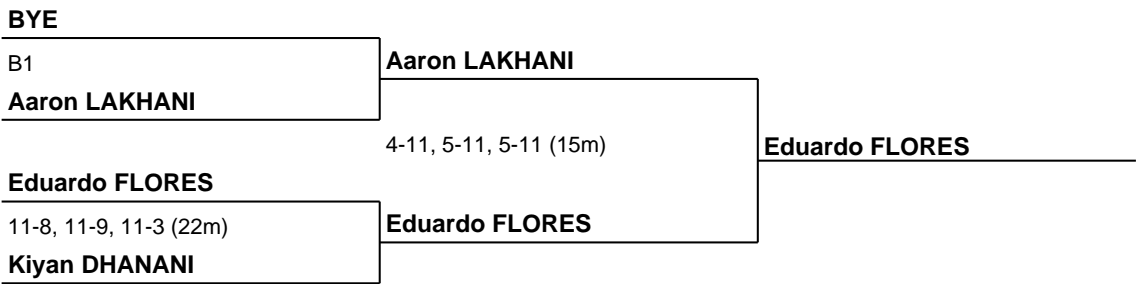 BYE
B1
Aaron LAKHANI
Aaron LAKHANI
4-11, 5-11, 5-11 (15m)
Eduardo FLORES
Eduardo FLORES
11-8, 11-9, 11-3 (22m)
Eduardo FLORES
Kiyan DHANANI